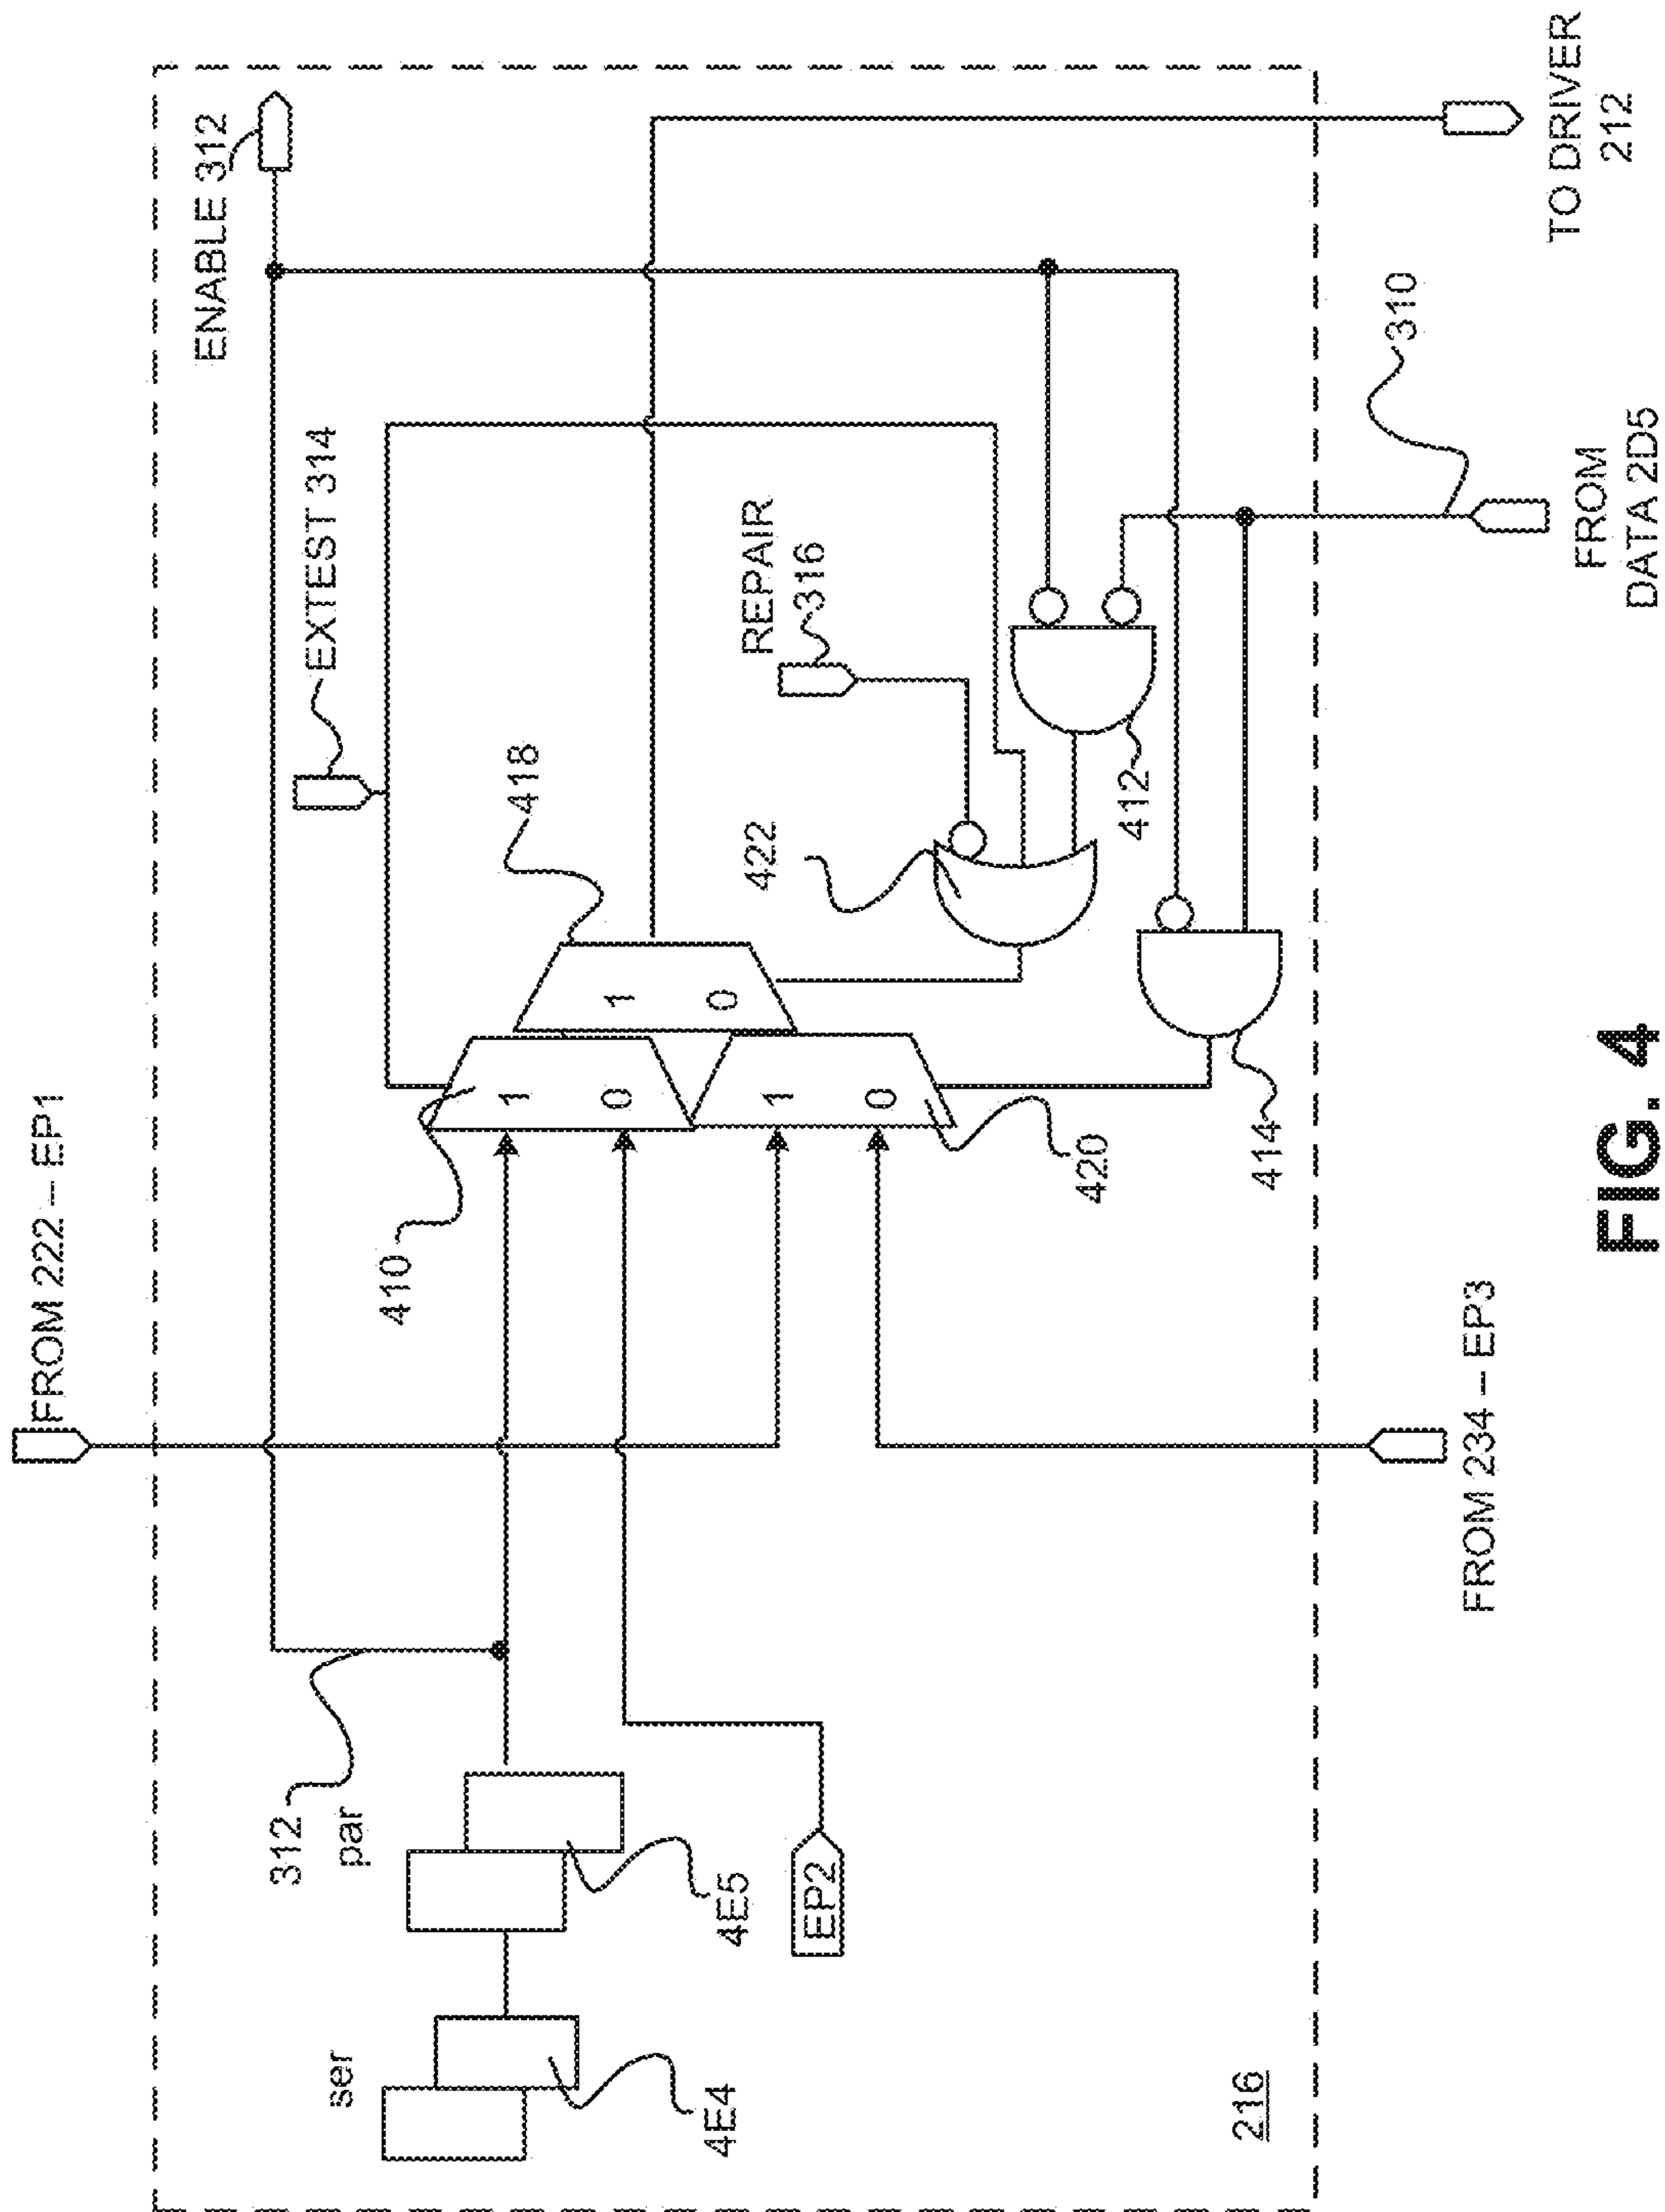 FROM 222 – EP1
ENABLE 312
EXTEST 314
312
par
ser
410
418
REPAIR
316
422
1
0
1
0
1
0
4E5
4E4
EP2
420
412
414
216
310
FROM 234 – EP3
FROM
DATA 2D5
TO DRIVER
212
FIG. 4